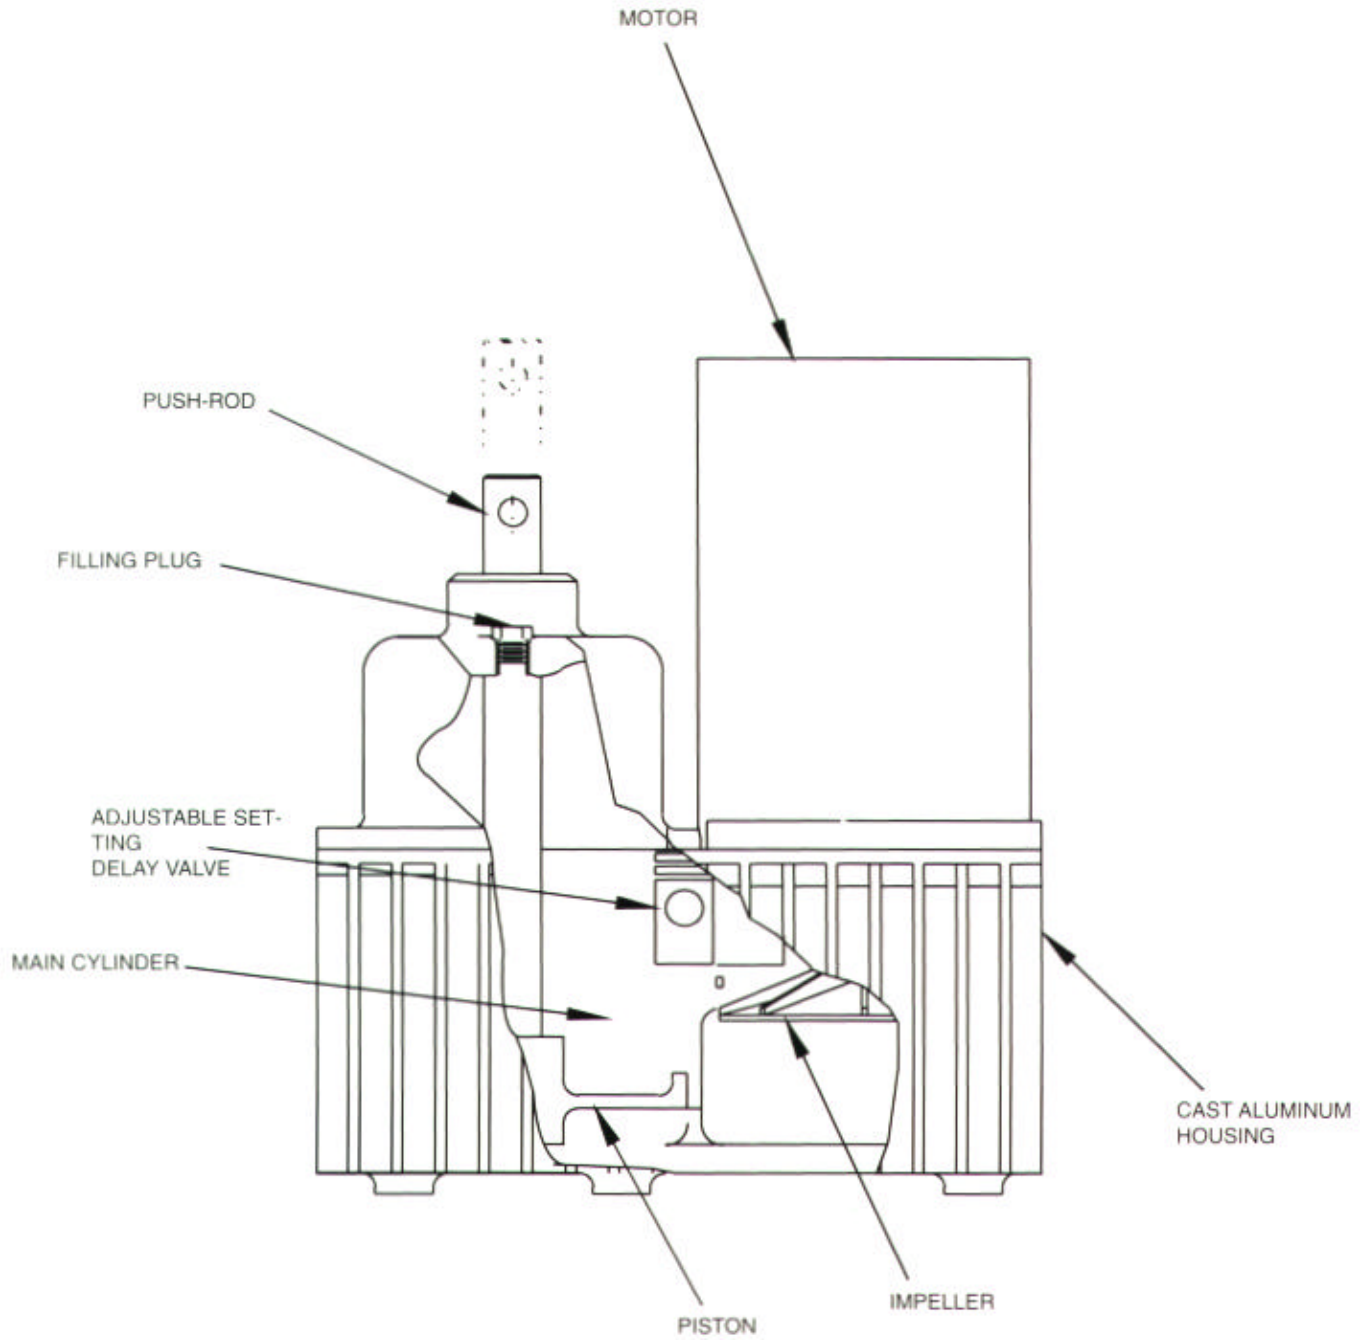 MOTOR
PUSH-ROD
FILLING PLUG
ADJUSTABLE SET-
TING
DELAY VALVE
MAIN CYLINDER
CAST ALUMINUM
HOUSING
IMPELLER
PISTON